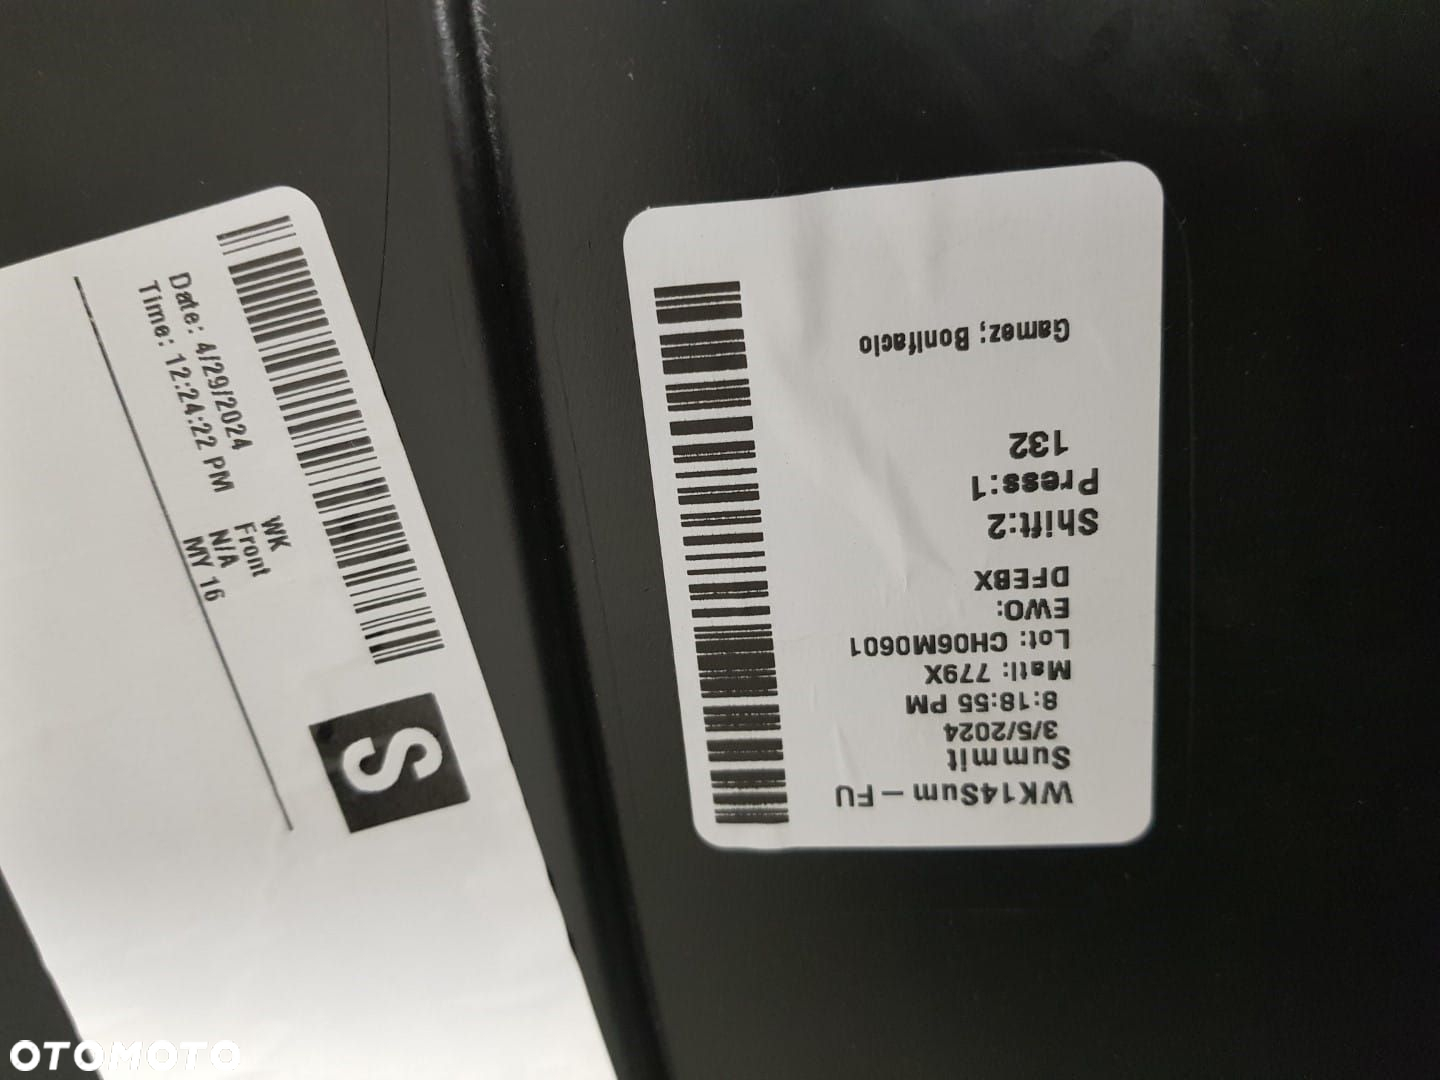 Date: 4/29/2024
Time: 12:24:22 PM
WK
Front
N/A
MY 16
S
WK14Sum - FU
Summit
3/5/2024
8:18:55 PM
Matl: 779X
Lot: CH06M0601
EWO:
DFEBX
Shift:2
Press:1
132
Gamez; Bonifacio
OTOMOTO